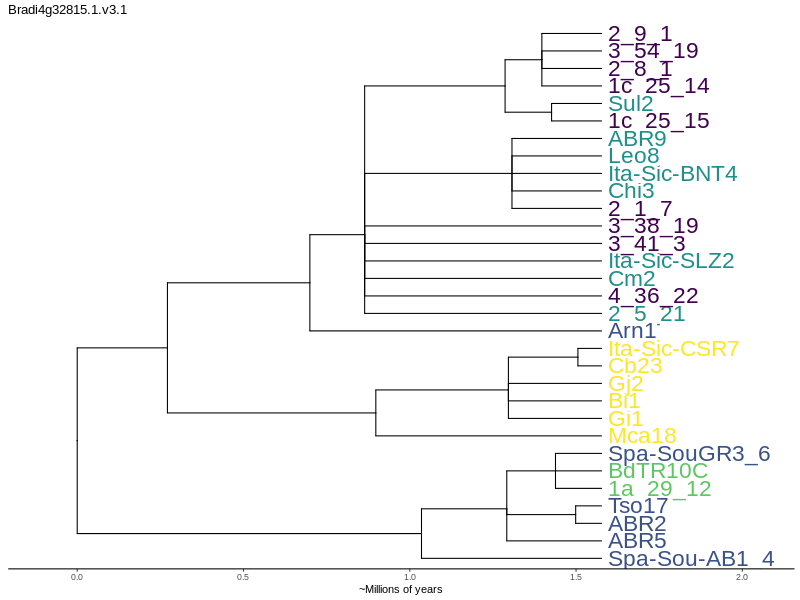 Bradi4g32815.1.v3.1
2_9_1
3_54_19
2_8_1
1c_25_14
Sul2
1c_25_15
ABR9
Leo8
Ita-Sic-BNT4
Chi3
2_1_7
3_38_19
3_41_3
Ita-Sic-SLZ2
Cm2
4_36_22
2_5_21
Arn1
Ita-Sic-CSR7
Cb23
Gj2
Bl1
Gi1
Mca18
Spa-SouGR3_6
BdTR10C
1a_29_12
Tso17
ABR2
ABR5
Spa-Sou-AB1_4
0.0 0.5 1.0 1.5 2.0
~Millions of years